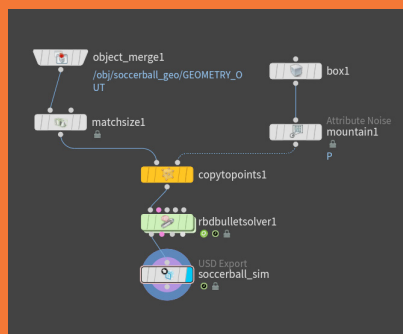 object_merge1
/obj/soccerball_geo/GEOMETRY_O
UT
box1
matchsize1
Attribute Noise
mountain1
P
copytopoints1
rbdbulletsolver1
USD Export
soccerball_sim